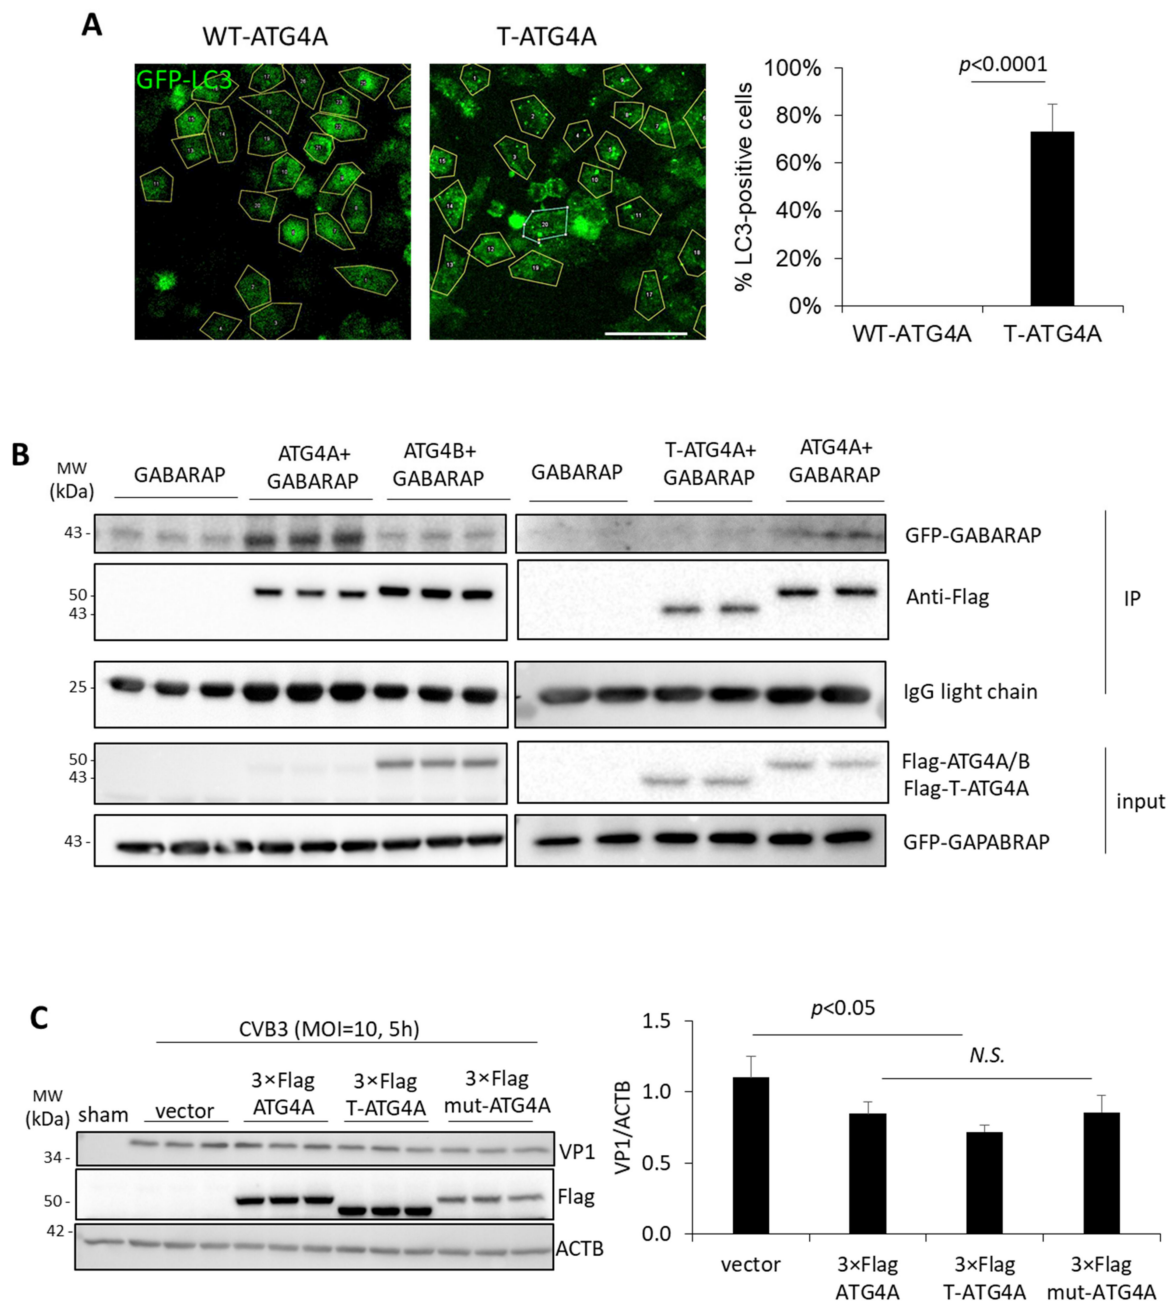 A
WT-ATG4A
T-ATG4A
GFP-LC3
p<0.0001
% LC3-positive cells
100%
80%
60%
40%
20%
0%
WT-ATG4A
T-ATG4A
B
MW
(kDa)
GABARAP
ATG4A+
GABARAP
ATG4B+
GABARAP
GABARAP
T-ATG4A+
GABARAP
ATG4A+
GABARAP
43 -
GFP-GABARAP
50 -
43 -
Anti-Flag
IP
25 -
IgG light chain
50 -
43 -
Flag-ATG4A/B
Flag-T-ATG4A
input
43 -
GFP-GAPABRAP
C
CVB3 (MOI=10, 5h)
MW
(kDa)
sham
vector
3×Flag
ATG4A
3×Flag
T-ATG4A
3×Flag
mut-ATG4A
34 -
VP1
50 -
Flag
42 -
ACTB
VP1/ACTB
1.5
1.0
0.5
0.0
p<0.05
N.S.
vector
3×Flag
ATG4A
3×Flag
T-ATG4A
3×Flag
mut-ATG4A